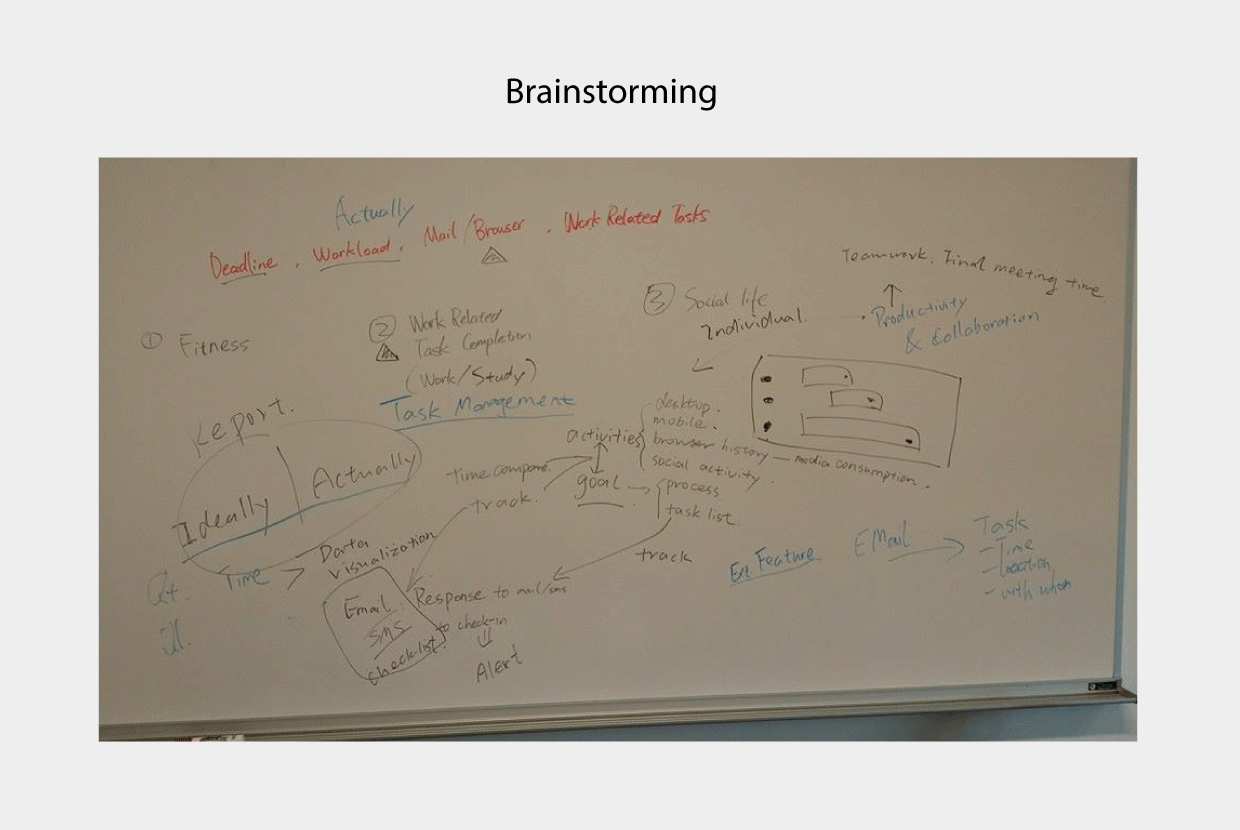 Brainstorming
Actually
Deadline, Workload, Mail/Browser, Work Related Tasks
Teamwork. Final meeting time
Productivity
& Collaboration
③ Social life
Individual.
① Fitness
② Work Related
Task Completion
(Work/Study)
Task Management
Report.
Ideally
Actually
activities
desktop.
mobile.
browser history — media consumption.
social activity.
Time compare
track.
goal
process
task list.
track
Data
visualization
Time >
Qt.
Email: Response to mail/sms
SMS
checklist: to check-in
Alert
Ex. Feature
EMail
Task
- Time
- location
- with whom